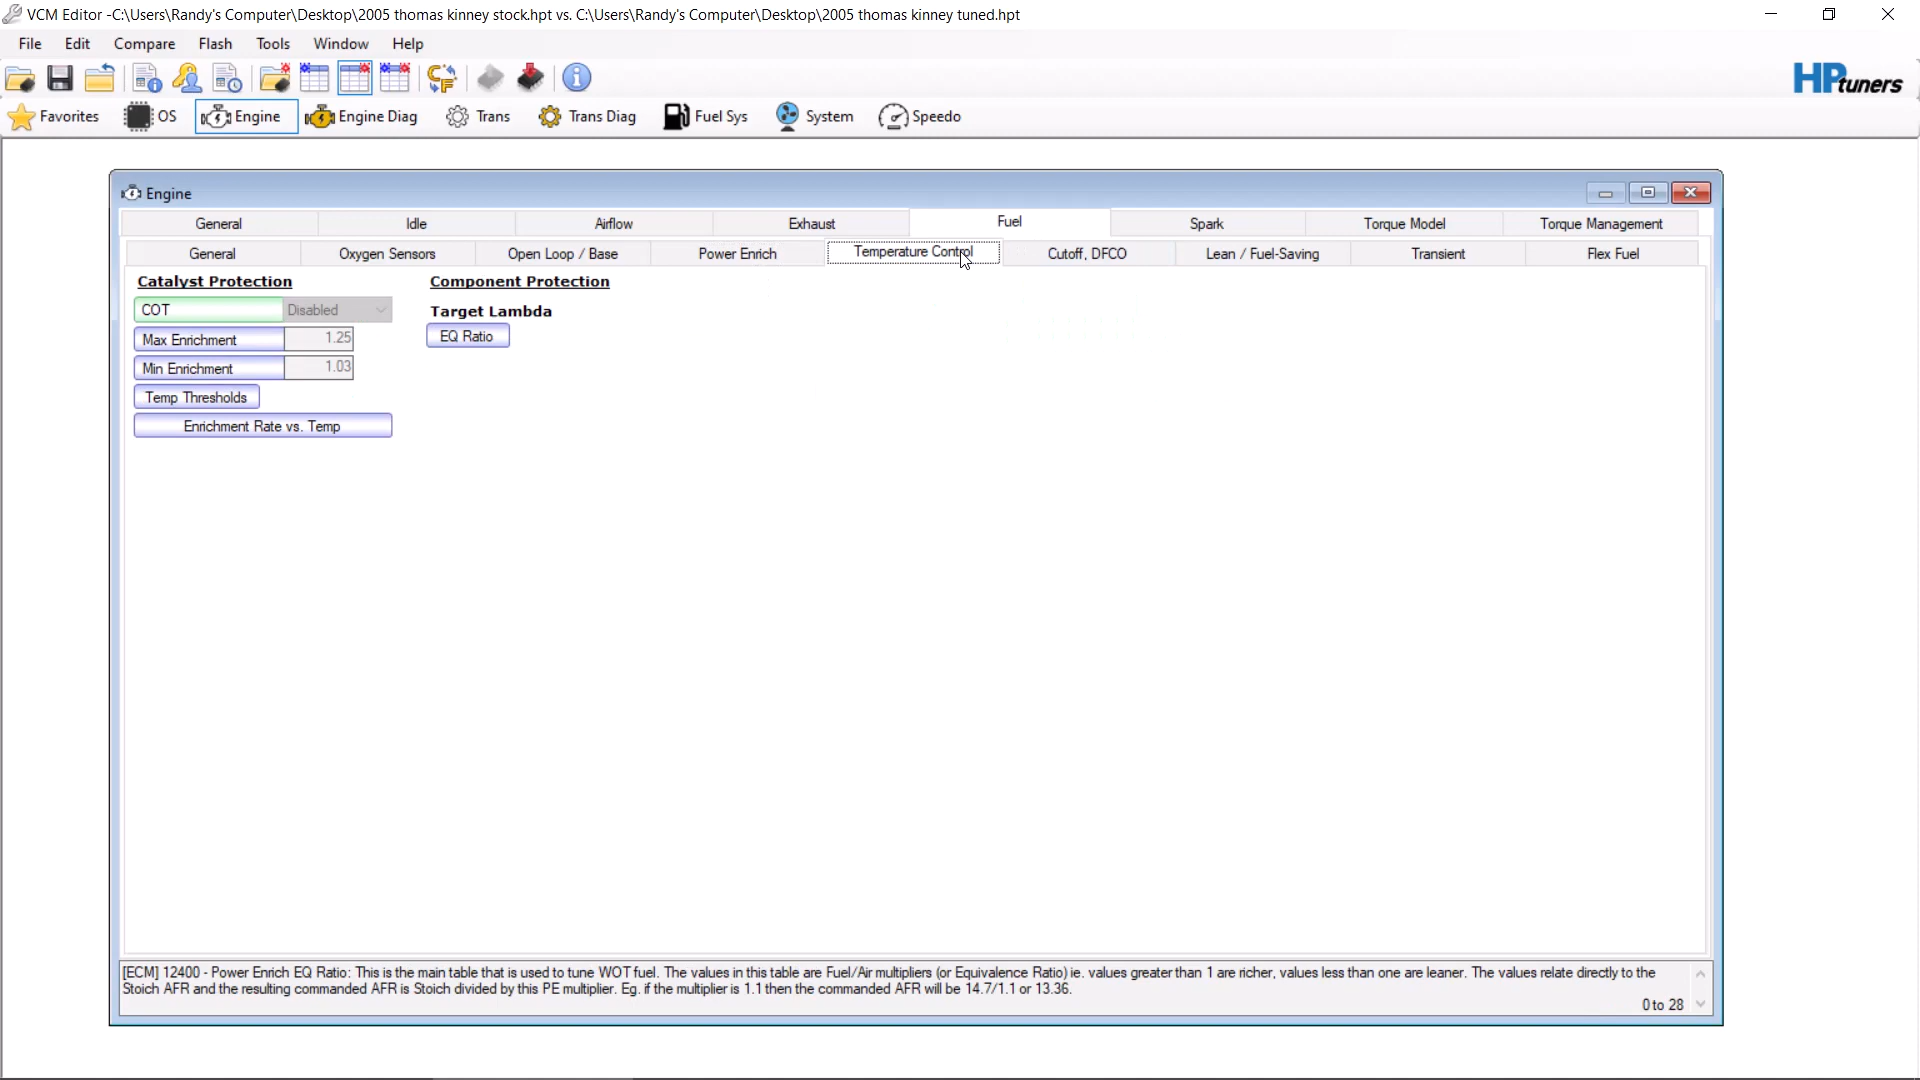 VCM Editor -C:\Users\Randy's Computer\Desktop\2005 thomas kinney stock.hpt vs. C:\Users\Randy's Computer\Desktop\2005 thomas kinney tuned.hpt
File Edit Compare Flash Tools Window Help
HPtuners
Favorites OS Engine Engine Diag Trans Trans Diag Fuel Sys System Speedo
Engine
General Idle Airflow Exhaust Fuel Spark Torque Model Torque Management
General Oxygen Sensors Open Loop / Base Power Enrich Temperature Control Cutoff, DFCO Lean / Fuel-Saving Transient Flex Fuel
Catalyst Protection Component Protection
COT Disabled Target Lambda
Max Enrichment 1.25 EQ Ratio
Min Enrichment 1.03
Temp Thresholds
Enrichment Rate vs. Temp
[ECM] 12400 - Power Enrich EQ Ratio: This is the main table that is used to tune WOT fuel. The values in this table are Fuel/Air multipliers (or Equivalence Ratio) ie. values greater than 1 are richer, values less than one are leaner. The values relate directly to the
Stoich AFR and the resulting commanded AFR is Stoich divided by this PE multiplier. Eg. if the multiplier is 1.1 then the commanded AFR will be 14.7/1.1 or 13.36.
0 to 28